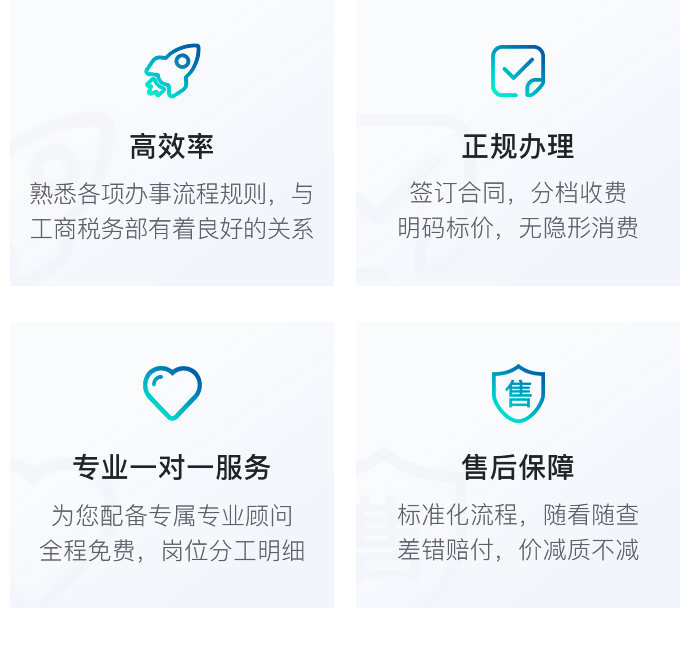 高效率
熟悉各项办事流程规则，与
工商税务部有着良好的关系
正规办理
签订合同，分档收费
明码标价，无隐形消费
专业一对一服务
为您配备专属专业顾问
全程免费，岗位分工明细
售
售后保障
标准化流程，随看随查
差错赔付，价减质不减